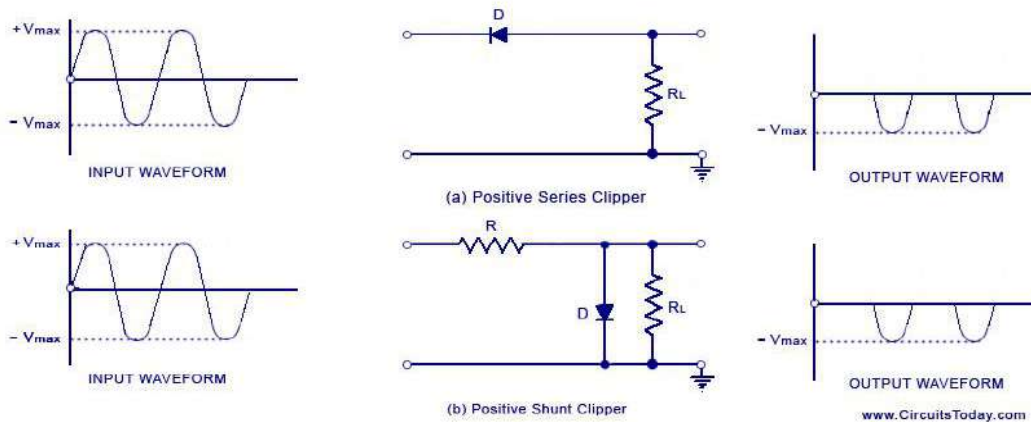 + Vmax
- Vmax
INPUT WAVEFORM
D
RL
(a) Positive Series Clipper
- Vmax
OUTPUT WAVEFORM
+ Vmax
- Vmax
INPUT WAVEFORM
R
D
RL
(b) Positive Shunt Clipper
- Vmax
OUTPUT WAVEFORM
www.CircuitsToday.com